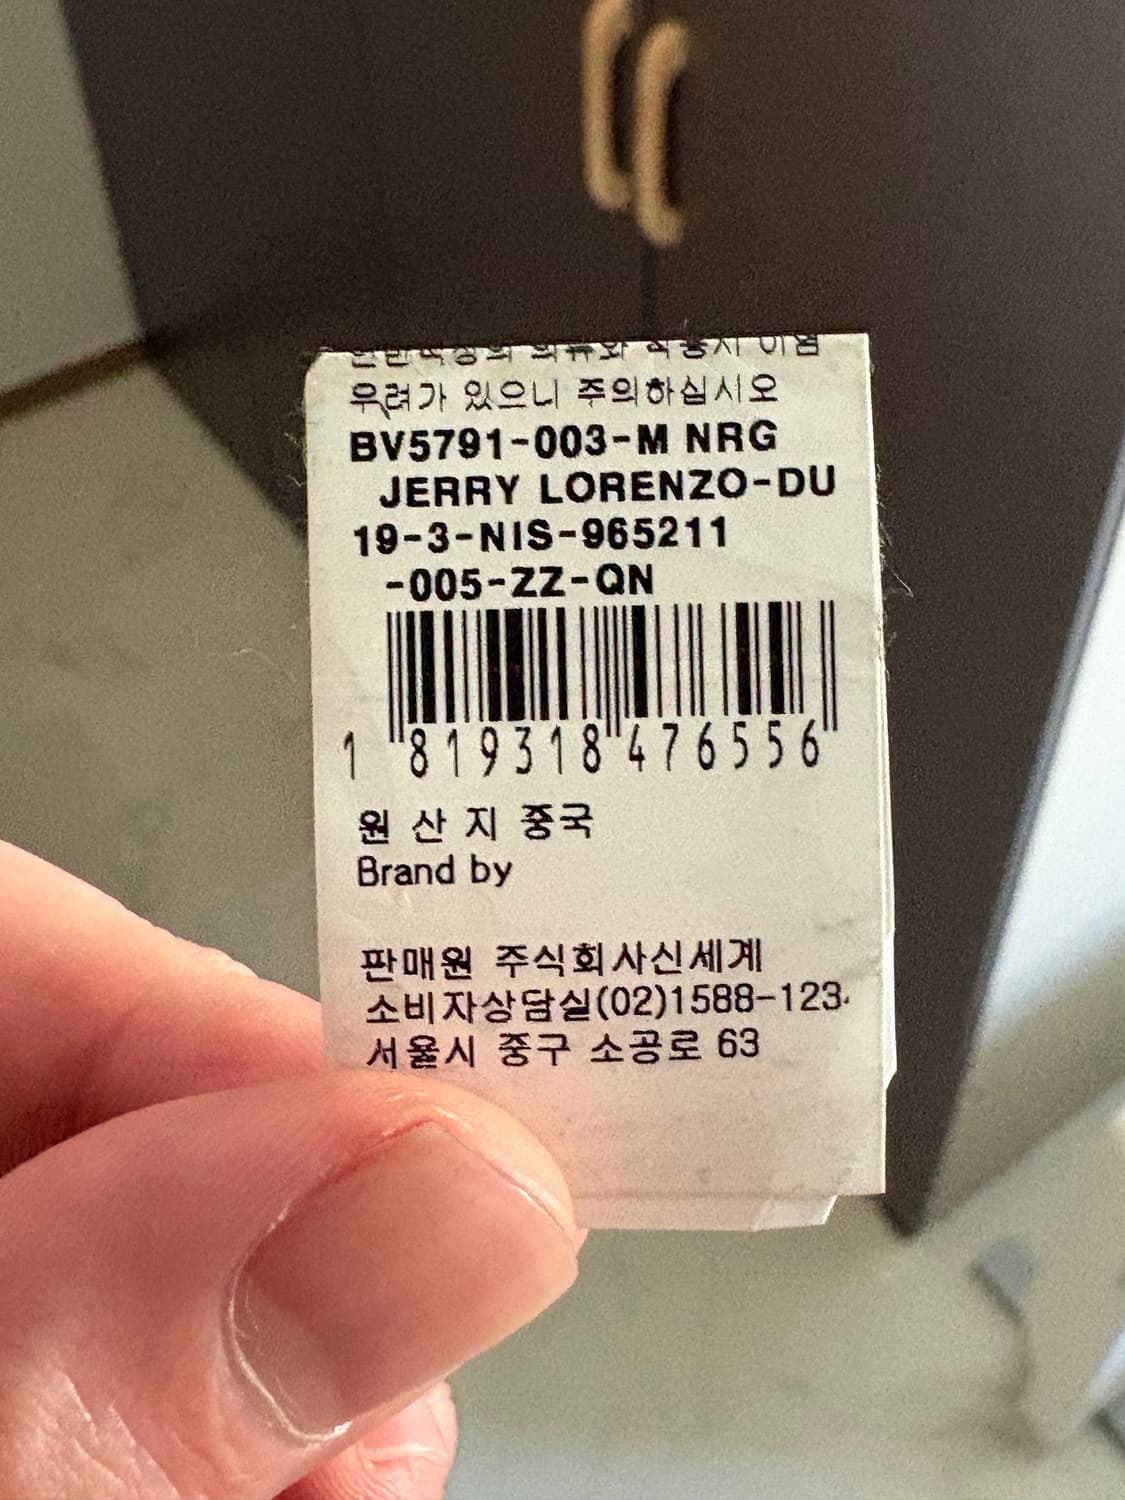 우려가 있으니 주의하십시오
BV5791-003-M NRG
JERRY LORENZO-DU
19-3-NIS-965211
-005-ZZ-QN
1 819318 476556
원 산 지 중국
Brand by
판매원 주식회사신세계
소비자상담실(02)1588-123
서울시 중구 소공로 63